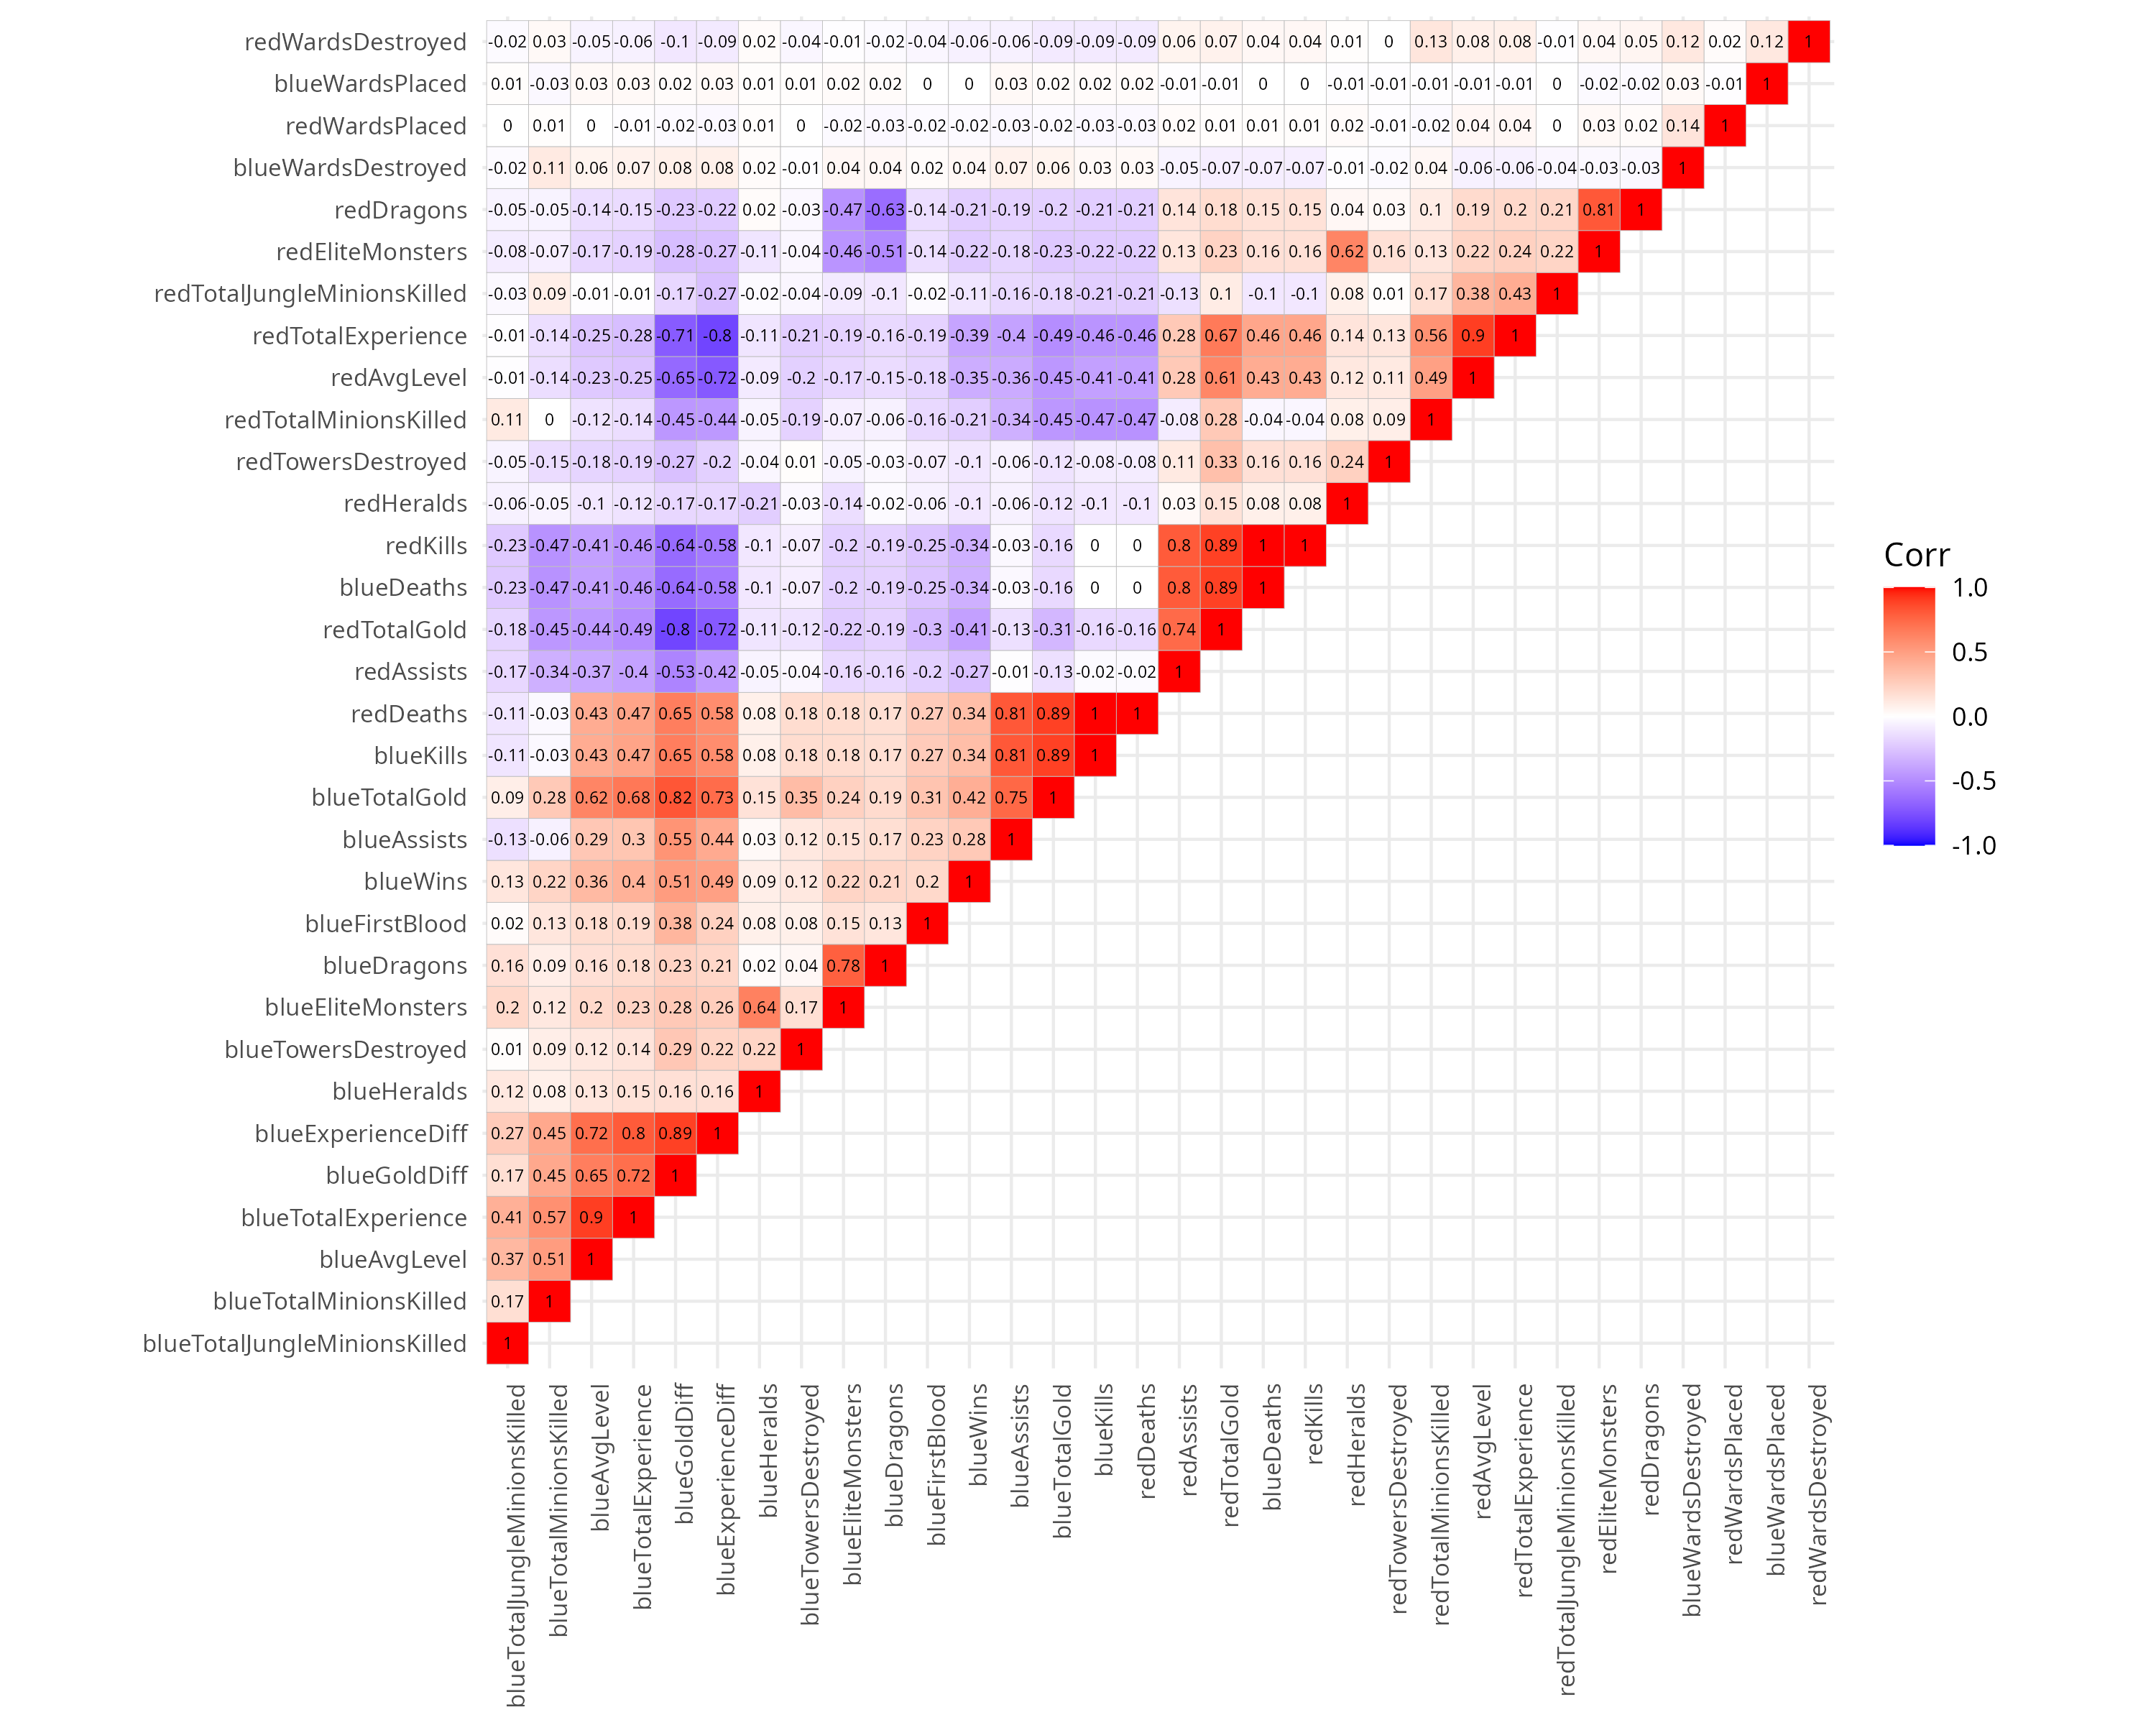 redWardsDestroyed -0.02 0.03 -0.05 -0.06 -0.1 -0.09 0.02 -0.04 -0.01 -0.02 -0.04 -0.06 -0.06 -0.09 -0.09 -0.09 0.06 0.07 0.04 0.04 0.01 0 0.13 0.08 0.08 -0.01 0.04 0.05 0.12 0.02 0.12 1
blueWardsPlaced 0.01 -0.03 0.03 0.03 0.02 0.03 0.01 0.01 0.02 0.02 0 0 0.03 0.02 0.02 0.02 -0.01 -0.01 0 0 -0.01 -0.01 -0.01 -0.01 -0.01 0 -0.02 -0.02 0.03 -0.01 1
redWardsPlaced 0 0.01 0 -0.01 -0.02 -0.03 0.01 0 -0.02 -0.03 -0.02 -0.02 -0.03 -0.02 -0.03 -0.03 0.02 0.01 0.01 0.01 0.02 -0.01 -0.02 0.04 0.04 0 0.03 0.02 0.14 1
blueWardsDestroyed -0.02 0.11 0.06 0.07 0.08 0.08 0.02 -0.01 0.04 0.04 0.02 0.04 0.07 0.06 0.03 0.03 -0.05 -0.07 -0.07 -0.07 -0.01 -0.02 0.04 -0.06 -0.06 -0.04 -0.03 -0.03 1
redDragons -0.05 -0.05 -0.14 -0.15 -0.23 -0.22 0.02 -0.03 -0.47 -0.63 -0.14 -0.21 -0.19 -0.2 -0.21 -0.21 0.14 0.18 0.15 0.15 0.04 0.03 0.1 0.19 0.2 0.21 0.81 1
redEliteMonsters -0.08 -0.07 -0.17 -0.19 -0.28 -0.27 -0.11 -0.04 -0.46 -0.51 -0.14 -0.22 -0.18 -0.23 -0.22 -0.22 0.13 0.23 0.16 0.16 0.62 0.16 0.13 0.22 0.24 0.22 1
redTotalJungleMinionsKilled -0.03 0.09 -0.01 -0.01 -0.17 -0.27 -0.02 -0.04 -0.09 -0.1 -0.02 -0.11 -0.16 -0.18 -0.21 -0.21 -0.13 0.1 -0.1 -0.1 0.08 0.01 0.17 0.38 0.43 1
redTotalExperience -0.01 -0.14 -0.25 -0.28 -0.71 -0.8 -0.11 -0.21 -0.19 -0.16 -0.19 -0.39 -0.4 -0.49 -0.46 -0.46 0.28 0.67 0.46 0.46 0.14 0.13 0.56 0.9 1
redAvgLevel -0.01 -0.14 -0.23 -0.25 -0.65 -0.72 -0.09 -0.2 -0.17 -0.15 -0.18 -0.35 -0.36 -0.45 -0.41 -0.41 0.28 0.61 0.43 0.43 0.12 0.11 0.49 1
redTotalMinionsKilled 0.11 0 -0.12 -0.14 -0.45 -0.44 -0.05 -0.19 -0.07 -0.06 -0.16 -0.21 -0.34 -0.45 -0.47 -0.47 -0.08 0.28 -0.04 -0.04 0.08 0.09 1
redTowersDestroyed -0.05 -0.15 -0.18 -0.19 -0.27 -0.2 -0.04 0.01 -0.05 -0.03 -0.07 -0.1 -0.06 -0.12 -0.08 -0.08 0.11 0.33 0.16 0.16 0.24 1
redHeralds -0.06 -0.05 -0.1 -0.12 -0.17 -0.17 -0.21 -0.03 -0.14 -0.02 -0.06 -0.1 -0.06 -0.12 -0.1 -0.1 0.03 0.15 0.08 0.08 1
redKills -0.23 -0.47 -0.41 -0.46 -0.64 -0.58 -0.1 -0.07 -0.2 -0.19 -0.25 -0.34 -0.03 -0.16 0 0 0.8 0.89 1 1
blueDeaths -0.23 -0.47 -0.41 -0.46 -0.64 -0.58 -0.1 -0.07 -0.2 -0.19 -0.25 -0.34 -0.03 -0.16 0 0 0.8 0.89 1
redTotalGold -0.18 -0.45 -0.44 -0.49 -0.8 -0.72 -0.11 -0.12 -0.22 -0.19 -0.3 -0.41 -0.13 -0.31 -0.16 -0.16 0.74 1
redAssists -0.17 -0.34 -0.37 -0.4 -0.53 -0.42 -0.05 -0.04 -0.16 -0.16 -0.2 -0.27 -0.01 -0.13 -0.02 -0.02 1
redDeaths -0.11 -0.03 0.43 0.47 0.65 0.58 0.08 0.18 0.18 0.17 0.27 0.34 0.81 0.89 1 1
blueKills -0.11 -0.03 0.43 0.47 0.65 0.58 0.08 0.18 0.18 0.17 0.27 0.34 0.81 0.89 1
blueTotalGold 0.09 0.28 0.62 0.68 0.82 0.73 0.15 0.35 0.24 0.19 0.31 0.42 0.75 1
blueAssists -0.13 -0.06 0.29 0.3 0.55 0.44 0.03 0.12 0.15 0.17 0.23 0.28 1
blueWins 0.13 0.22 0.36 0.4 0.51 0.49 0.09 0.12 0.22 0.21 0.2 1
blueFirstBlood 0.02 0.13 0.18 0.19 0.38 0.24 0.08 0.08 0.15 0.13 1
blueDragons 0.16 0.09 0.16 0.18 0.23 0.21 0.02 0.04 0.78 1
blueEliteMonsters 0.2 0.12 0.2 0.23 0.28 0.26 0.64 0.17 1
blueTowersDestroyed 0.01 0.09 0.12 0.14 0.29 0.22 0.22 1
blueHeralds 0.12 0.08 0.13 0.15 0.16 0.16 1
blueExperienceDiff 0.27 0.45 0.72 0.8 0.89 1
blueGoldDiff 0.17 0.45 0.65 0.72 1
blueTotalExperience 0.41 0.57 0.9 1
blueAvgLevel 0.37 0.51 1
blueTotalMinionsKilled 0.17 1
blueTotalJungleMinionsKilled 1
blueTotalJungleMinionsKilled
blueTotalMinionsKilled
blueAvgLevel
blueTotalExperience
blueGoldDiff
blueExperienceDiff
blueHeralds
blueTowersDestroyed
blueEliteMonsters
blueDragons
blueFirstBlood
blueWins
blueAssists
blueTotalGold
blueKills
redDeaths
redAssists
redTotalGold
blueDeaths
redKills
redHeralds
redTowersDestroyed
redTotalMinionsKilled
redAvgLevel
redTotalExperience
redTotalJungleMinionsKilled
redEliteMonsters
redDragons
blueWardsDestroyed
redWardsPlaced
blueWardsPlaced
redWardsDestroyed
Corr
1.0
0.5
0.0
-0.5
-1.0